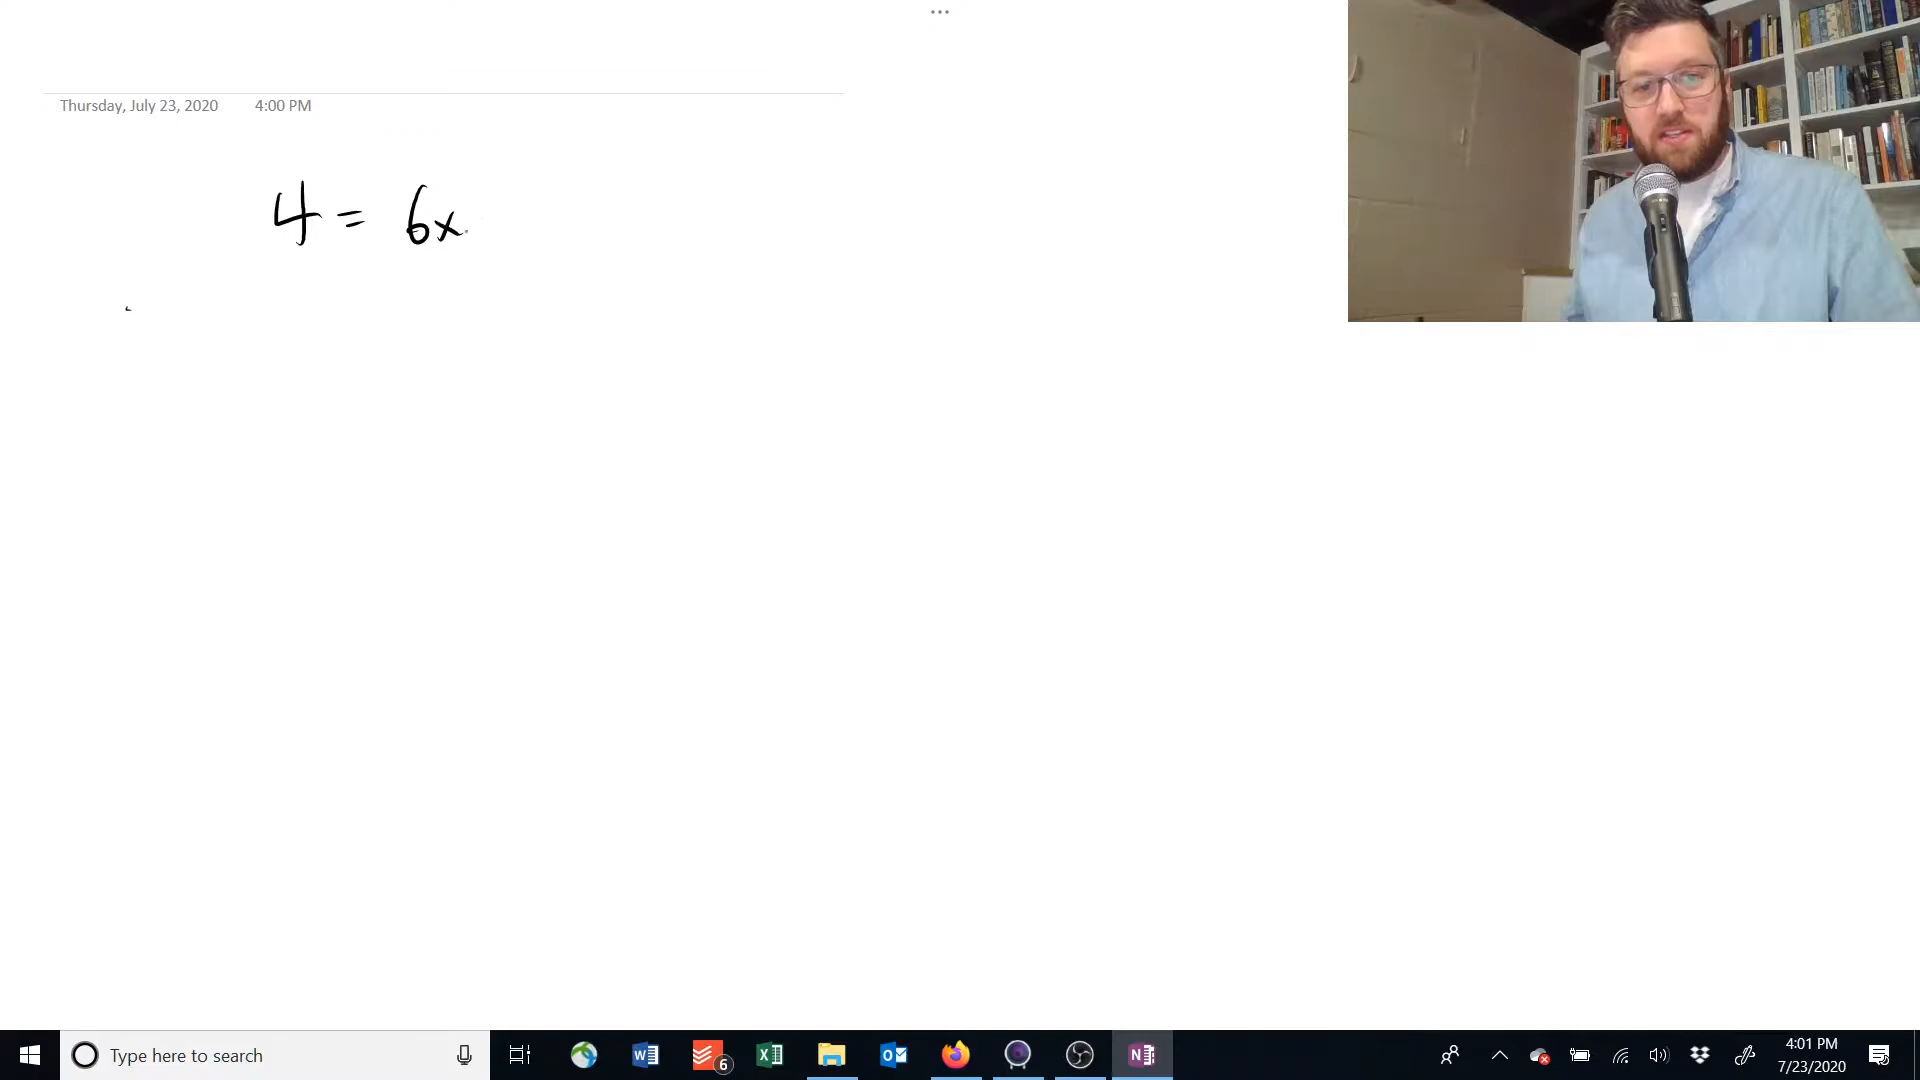 Thursday, July 23, 2020 4:00 PM
4 = 6x
Type here to search
6
4:01 PM
7/23/2020